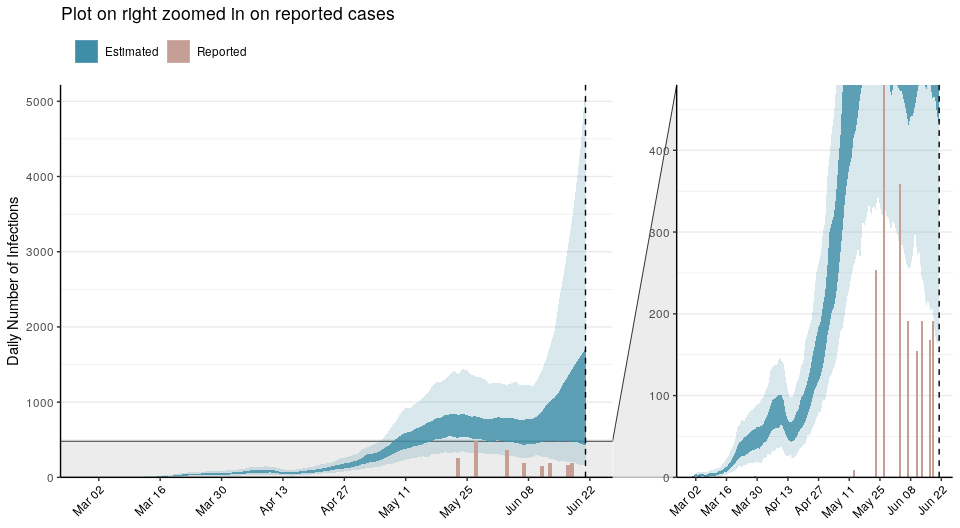 Plot on right zoomed in on reported cases
Estimated Reported
Daily Number of Infections
5000
4000
3000
2000
1000
0
Mar 02 Mar 16 Mar 30 Apr 13 Apr 27 May 11 May 25 Jun 08 Jun 22
400
300
200
100
0
Mar 02 Mar 16 Mar 30 Apr 13 Apr 27 May 11 May 25 Jun 08 Jun 22